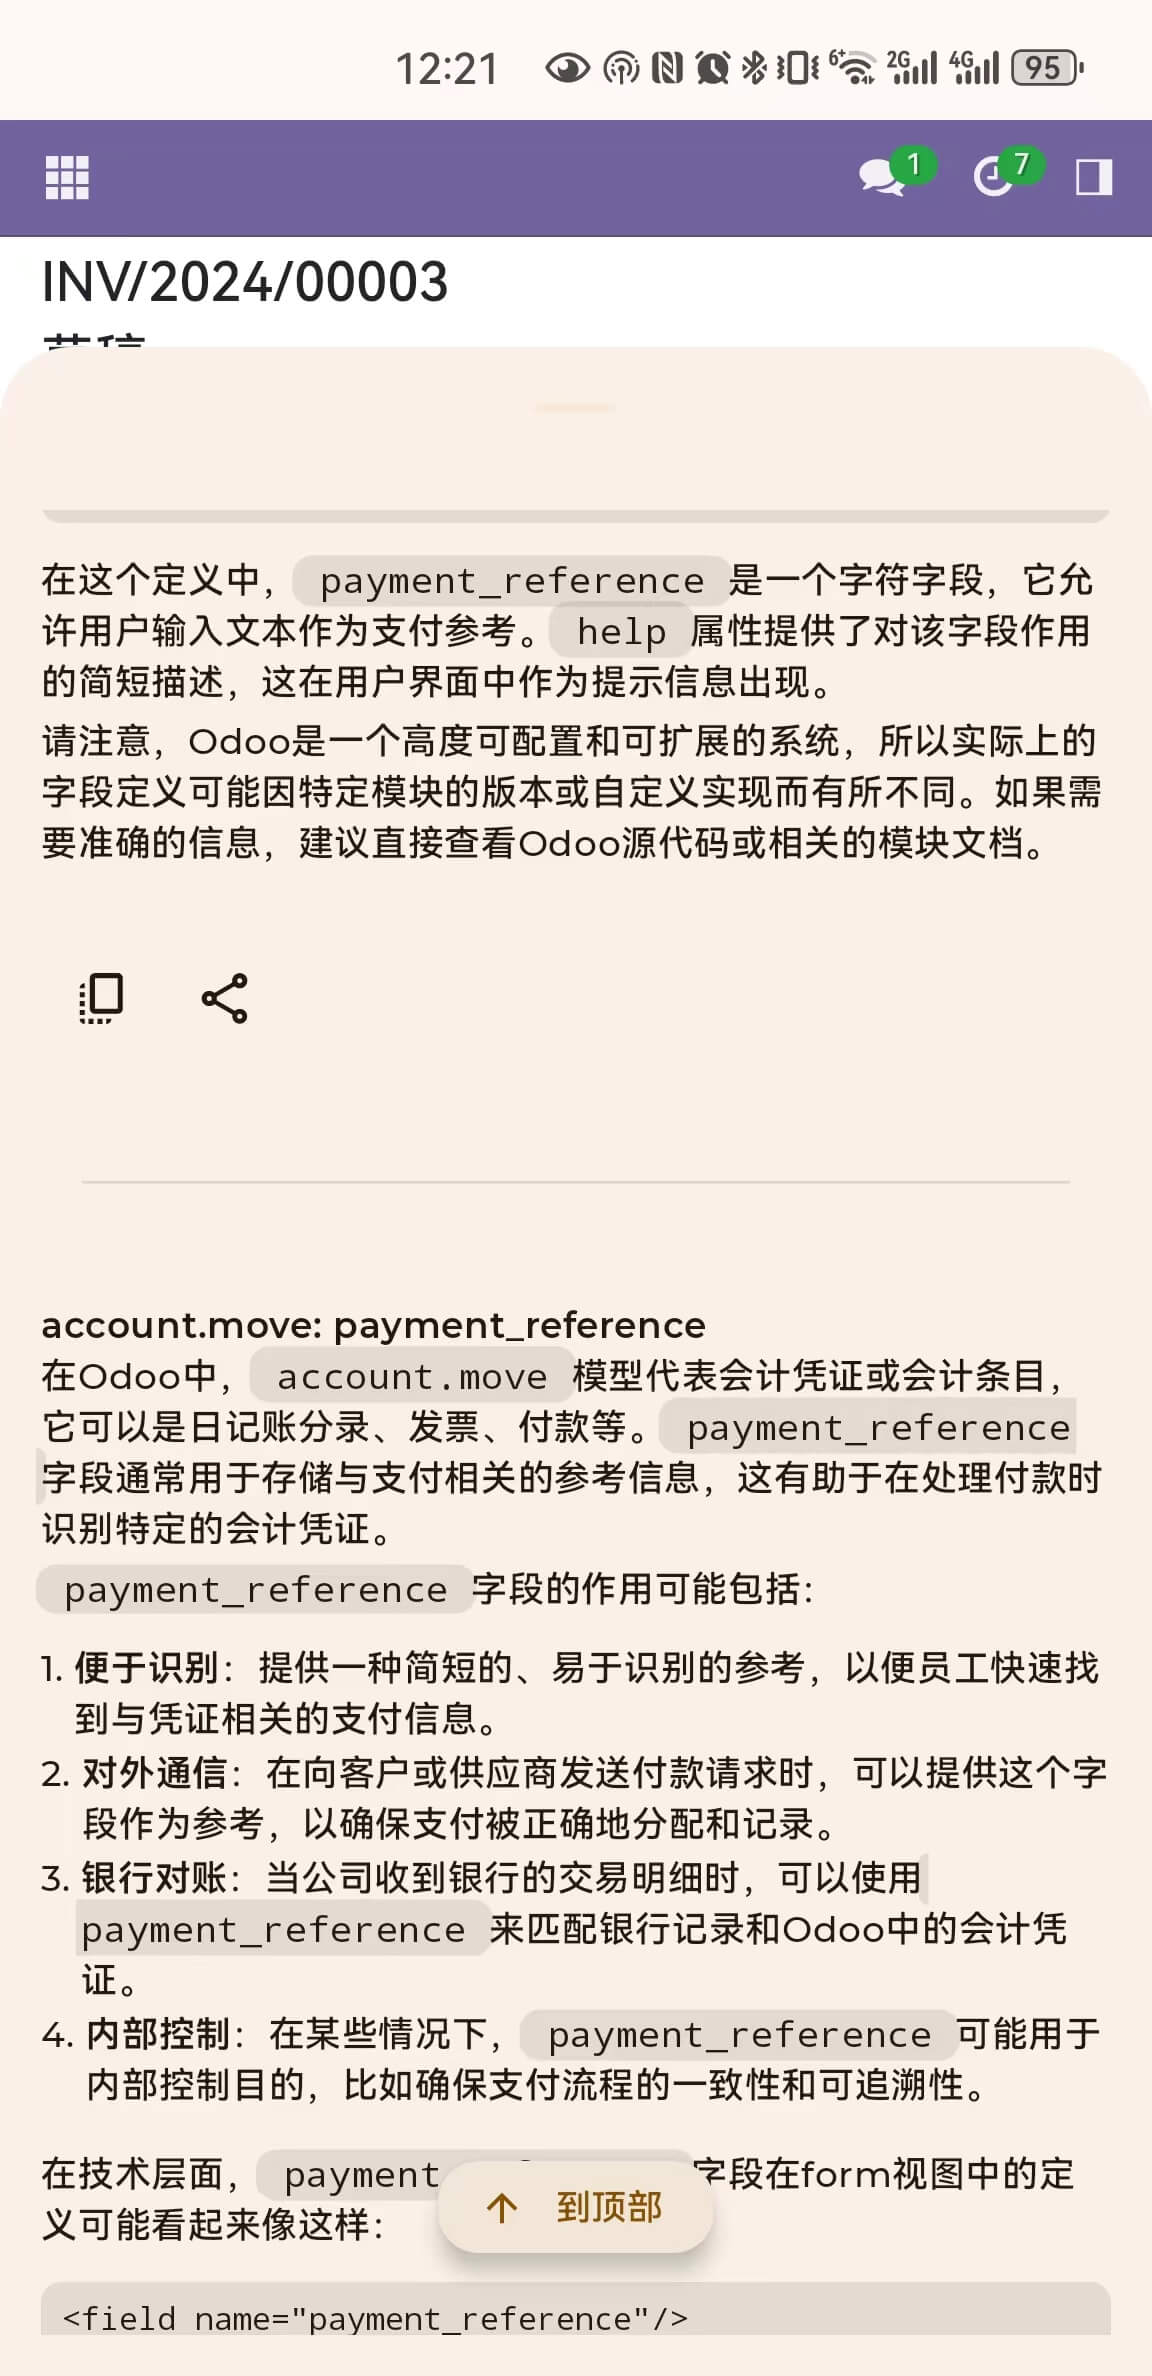 12:21 6+ 2G 4G 95
1 7
INV/2024/00003
草稿
在这个定义中， payment_reference 是一个字符字段，它允
许用户输入文本作为支付参考。 help 属性提供了对该字段作用
的简短描述，这在用户界面中作为提示信息出现。
请注意，Odoo是一个高度可配置和可扩展的系统，所以实际上的
字段定义可能因特定模块的版本或自定义实现而有所不同。如果需
要准确的信息，建议直接查看Odoo源代码或相关的模块文档。
account.move: payment_reference
在Odoo中， account.move 模型代表会计凭证或会计条目，
它可以是日记账分录、发票、付款等。 payment_reference
字段通常用于存储与支付相关的参考信息，这有助于在处理付款时
识别特定的会计凭证。
payment_reference 字段的作用可能包括：
1. 便于识别：提供一种简短的、易于识别的参考，以便员工快速找
到与凭证相关的支付信息。
2. 对外通信：在向客户或供应商发送付款请求时，可以提供这个字
段作为参考，以确保支付被正确地分配和记录。
3. 银行对账：当公司收到银行的交易明细时，可以使用
payment_reference 来匹配银行记录和Odoo中的会计凭
证。
4. 内部控制：在某些情况下， payment_reference 可能用于
内部控制目的，比如确保支付流程的一致性和可追溯性。
在技术层面， payment 字段在form视图中的定
义可能看起来像这样：
到顶部
<field name="payment_reference"/>